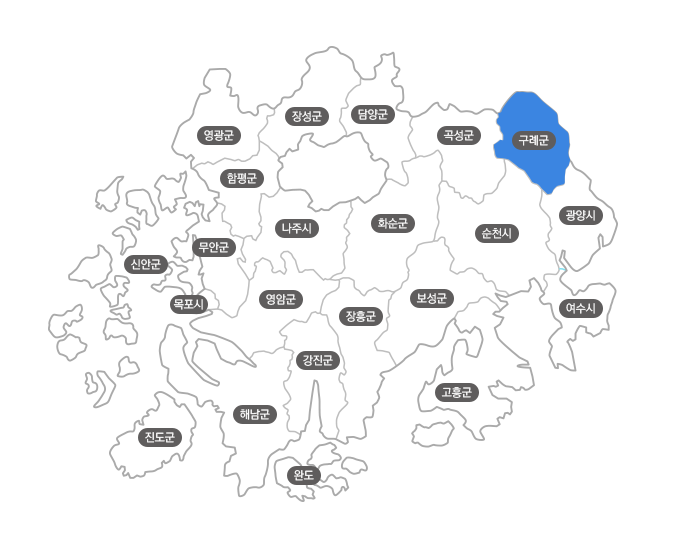 담양군
장성군
영광군
곡성군
구례군
함평군
광양시
화순군
나주시
순천시
무안군
신안군
목포시
영암군
보성군
여수시
장흥군
강진군
고흥군
해남군
진도군
완도